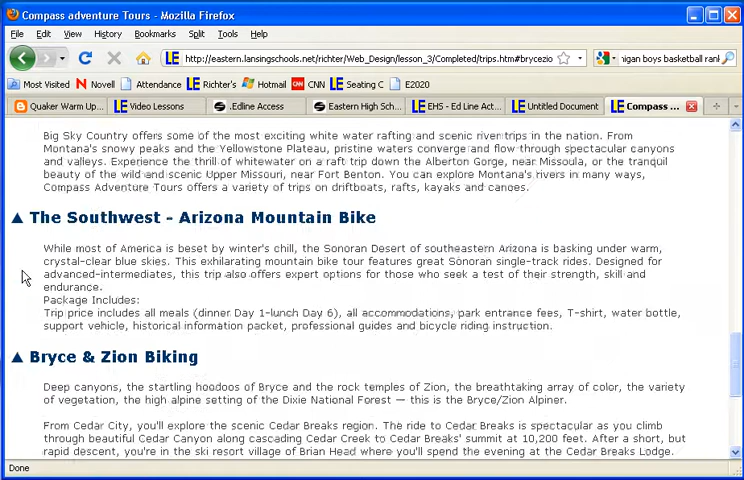 Compass adventure Tours - Mozilla Firefox
File Edit View History Bookmarks Split Tools Help
http://eastern.lansingschools.net/richter/Web_Design/lesson_3/Completed/trips.htm#brycezio
nigan boys basketball rank
Most Visited Novell Attendance Richter's Hotmail CNN Seating C E2020
Quaker Warm Up... Video Lessons .Edline Access Eastern High Sch... EHS - Ed Line Act... Untitled Document Compass ...
Big Sky Country offers some of the most exciting white water rafting and scenic river trips in the nation. From
Montana's snowy peaks and the Yellowstone Plateau, pristine waters converge and flow through spectacular canyons
and valleys. Experience the thrill of whitewater on a raft trip down the Alberton Gorge, near Missoula, or the tranquil
beauty of the wild and scenic Upper Missouri, near Fort Benton. You can explore Montana's rivers in many ways,
Compass Adventure Tours offers a variety of trips on driftboats, rafts, kayaks and canoes.
The Southwest - Arizona Mountain Bike
While most of America is beset by winter's chill, the Sonoran Desert of southeastern Arizona is basking under warm,
crystal-clear blue skies. This exhilarating mountain bike tour features great Sonoran single-track rides. Designed for
advanced-intermediates, this trip also offers expert options for those who seek a test of their strength, skill and
endurance.
Package Includes:
Trip price includes all meals (dinner Day 1-lunch Day 6), all accommodations, park entrance fees, T-shirt, water bottle,
support vehicle, historical information packet, professional guides and bicycle riding instruction.
Bryce & Zion Biking
Deep canyons, the startling hoodoos of Bryce and the rock temples of Zion, the breathtaking array of color, the variety
of vegetation, the high alpine setting of the Dixie National Forest — this is the Bryce/Zion Alpiner.
From Cedar City, you'll explore the scenic Cedar Breaks region. The ride to Cedar Breaks is spectacular as you climb
through beautiful Cedar Canyon along cascading Cedar Creek to Cedar Breaks' summit at 10,200 feet. After a short, but
rapid descent, you're in the ski resort village of Brian Head where you'll spend the evening at the Cedar Breaks Lodge.
Done